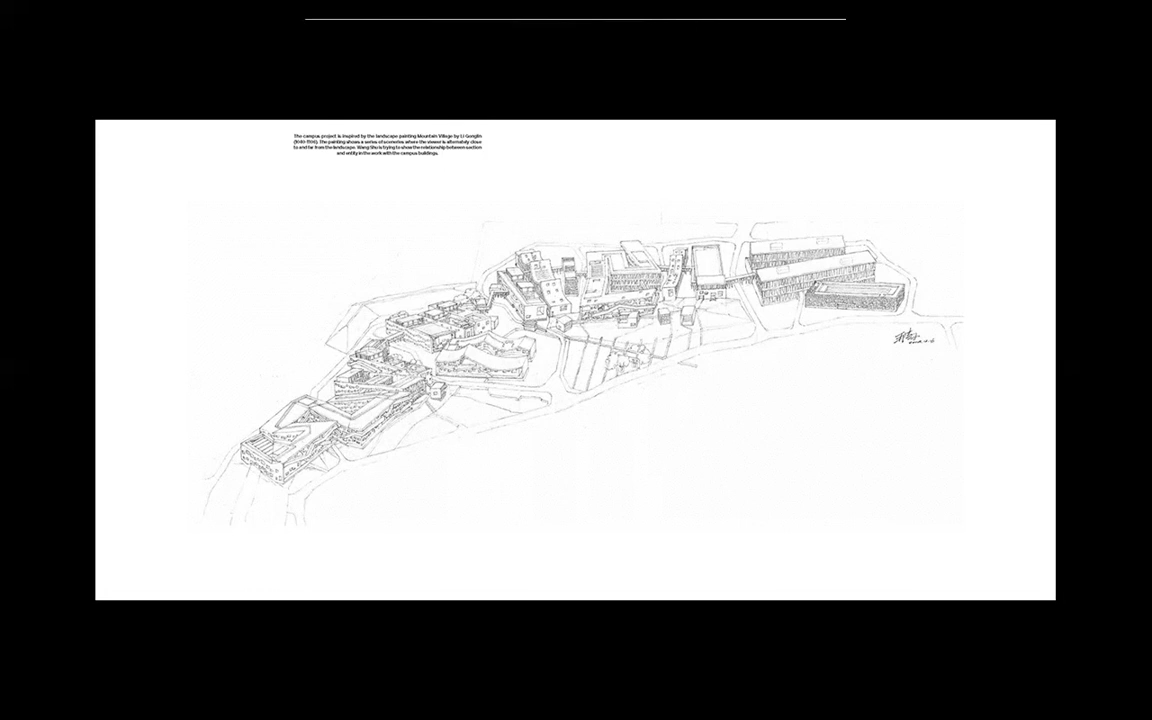 The campus project is inspired by the landscape painting Mountain Village by Li Gonglin
(1049-1106). The painting shows a series of sceneries where the viewer is alternately close
to and far from the landscape. Wang Shu is trying to show the relationship between section
and entity in the work with the campus buildings.